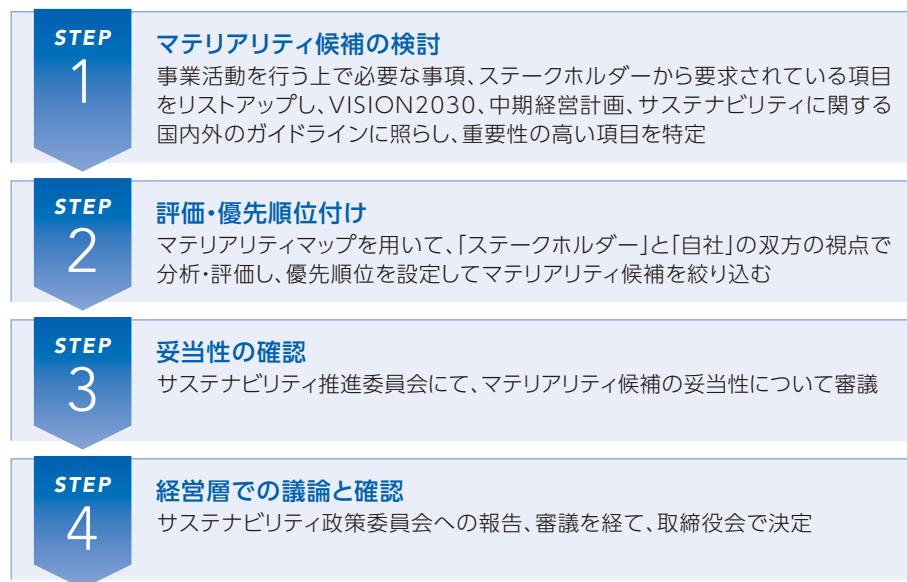 STEP
1
マテリアリティ候補の検討
事業活動を行う上で必要な事項、ステークホルダーから要求されている項目
をリストアップし、VISION2030、中期経営計画、サステナビリティに関する
国内外のガイドラインに照らし、重要性の高い項目を特定
STEP
2
評価・優先順位付け
マテリアリティマップを用いて、「ステークホルダー」と「自社」の双方の視点で
分析・評価し、優先順位を設定してマテリアリティ候補を絞り込む
STEP
3
妥当性の確認
サステナビリティ推進委員会にて、マテリアリティ候補の妥当性について審議
STEP
4
経営層での議論と確認
サステナビリティ政策委員会への報告、審議を経て、取締役会で決定